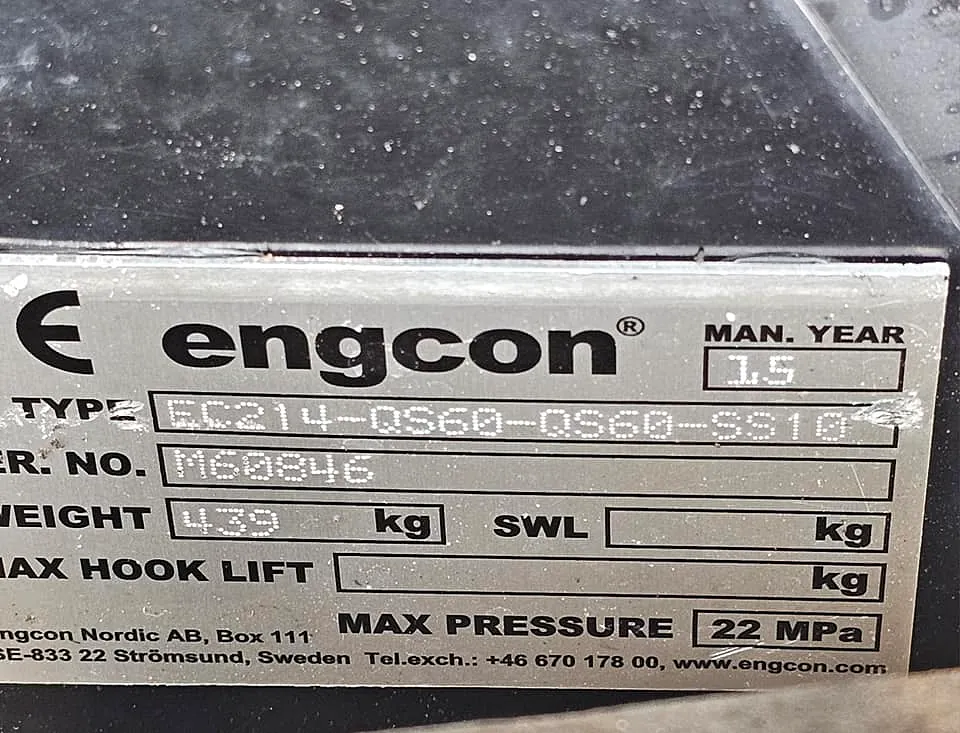 CE engcon® MAN. YEAR
15
TYPE EC214-QS60-QS60-SS10
ER. NO. M60846
WEIGHT 439 kg SWL kg
MAX HOOK LIFT kg
MAX PRESSURE 22 MPa
ngcon Nordic AB, Box 111
SE-833 22 Strömsund, Sweden Tel.exch.: +46 670 178 00, www.engcon.com